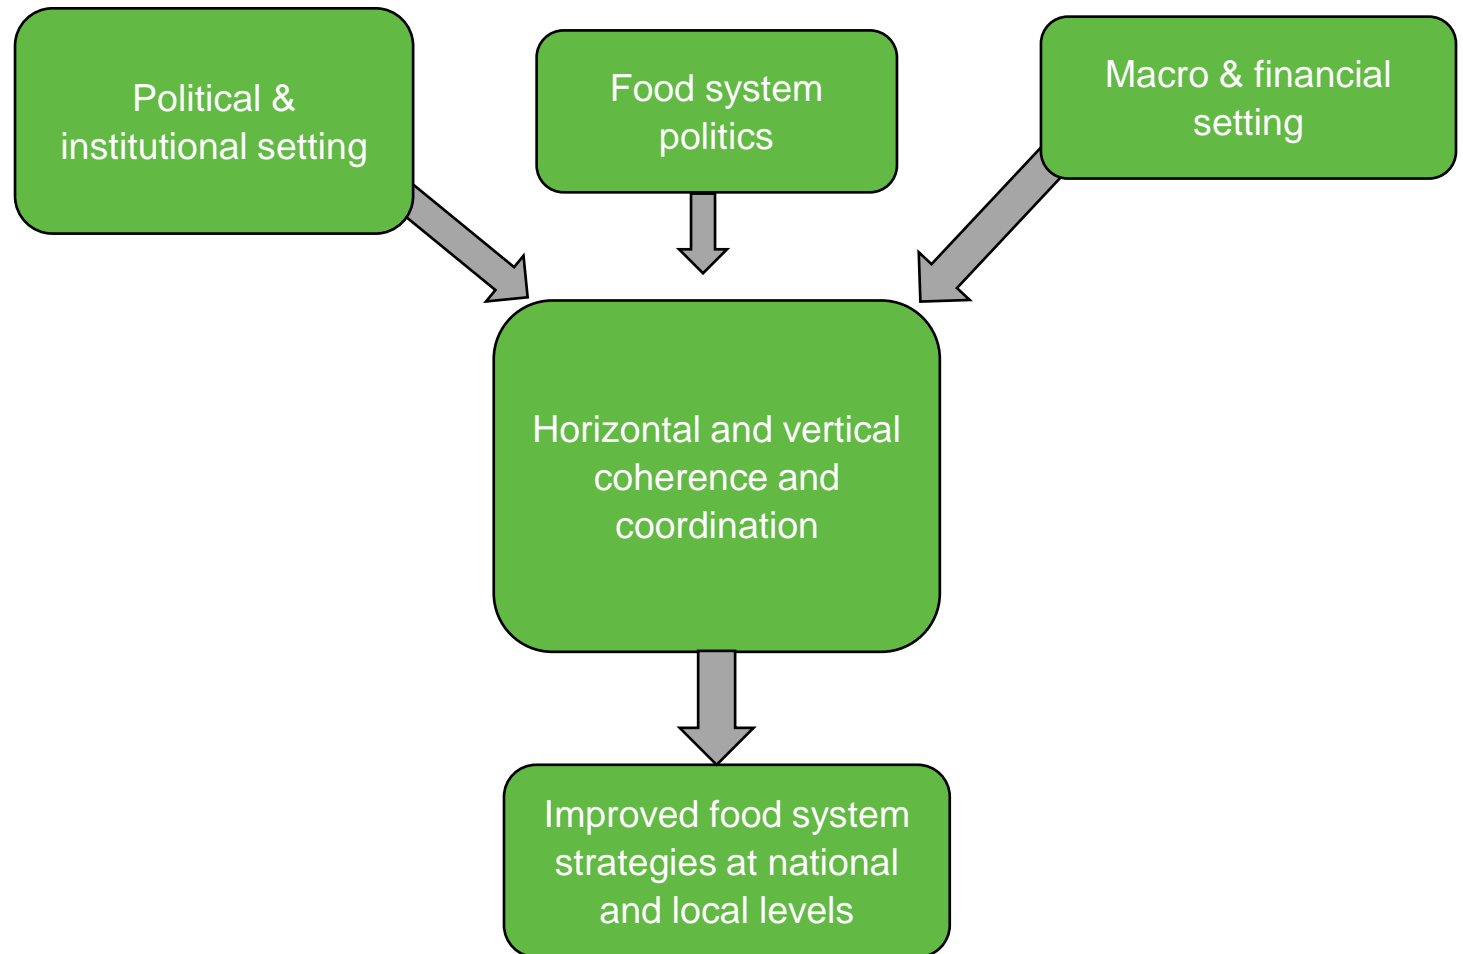 Political &
institutional setting
Food system
politics
Macro & financial
setting
Horizontal and vertical
coherence and
coordination
Improved food system
strategies at national
and local levels